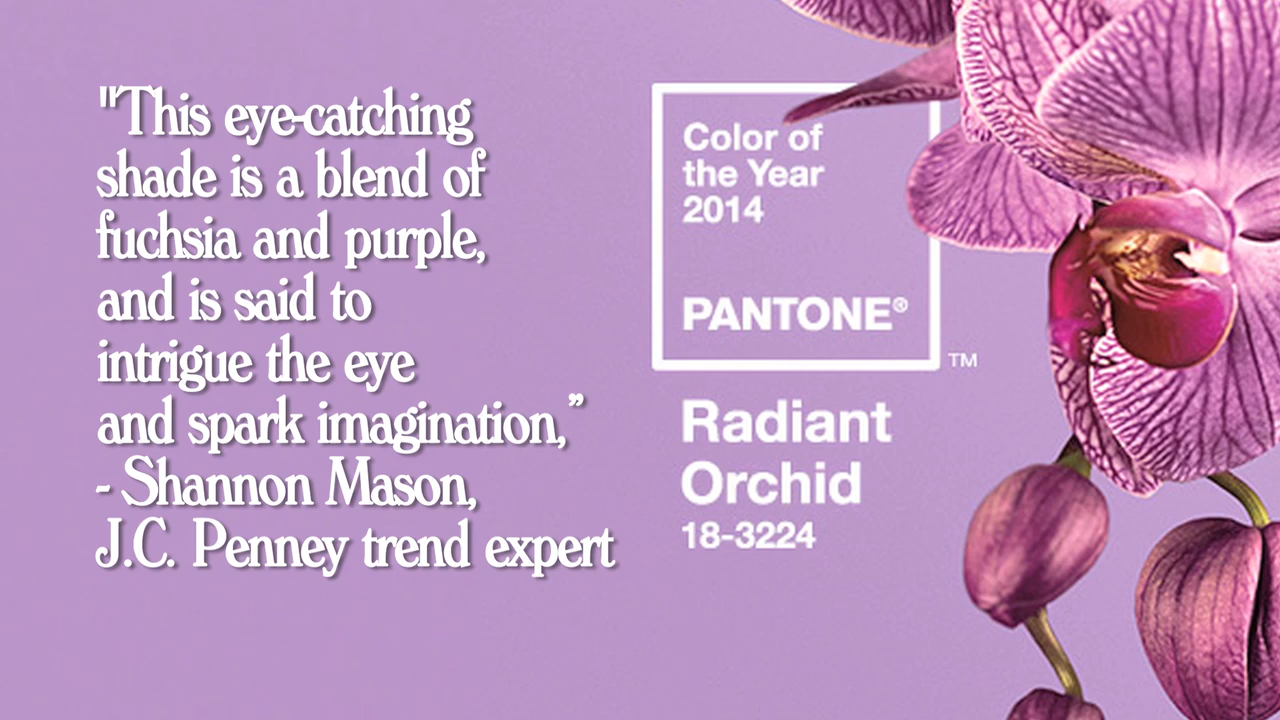 "This eye-catching
shade is a blend of
fuchsia and purple,
and is said to
intrigue the eye
and spark imagination,”
- Shannon Mason,
J.C. Penney trend expert
Color of
the Year
2014
PANTONE®
TM
Radiant
Orchid
18-3224